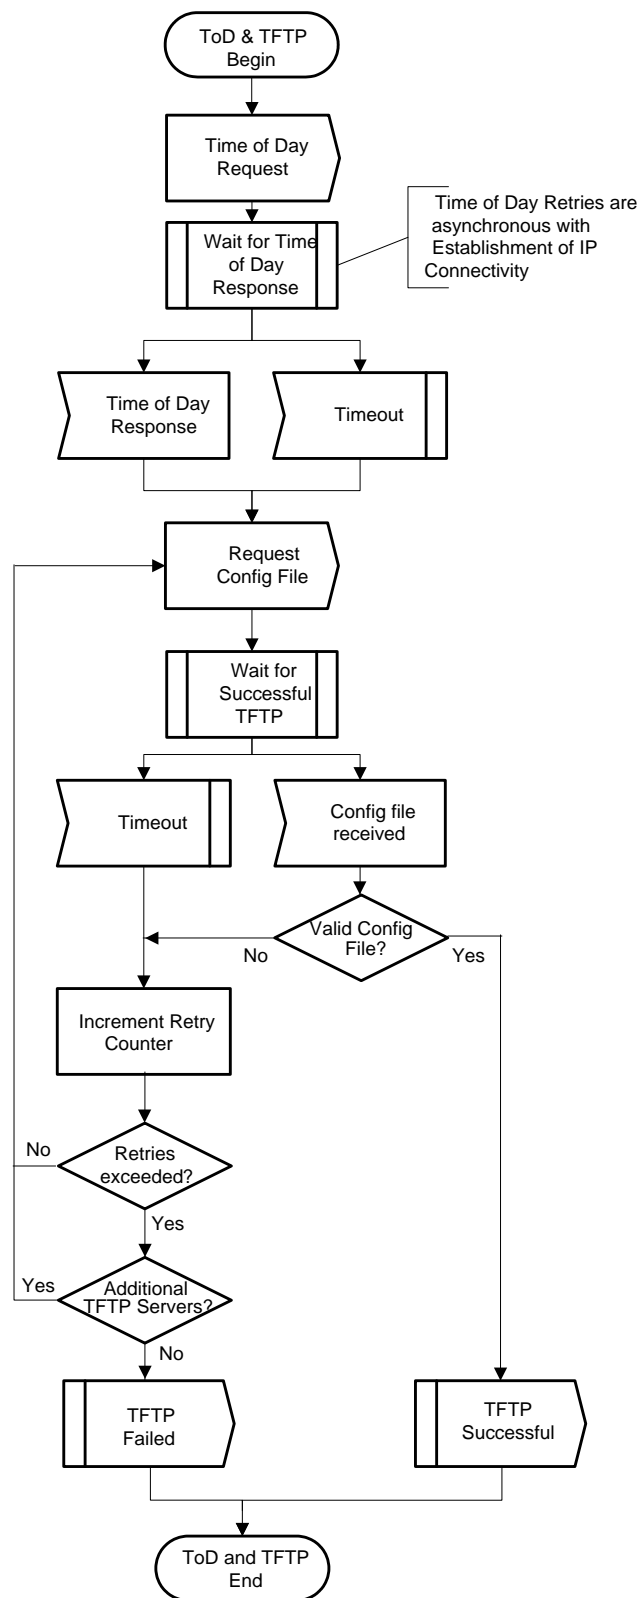 ToD & TFTP
Begin
Time of Day
Request
Wait for Time
of Day
Response
Time of Day Retries are
asynchronous with
Establishment of IP
Connectivity
Time of Day
Response
Timeout
Request
Config File
Wait for
Successful
TFTP
Timeout
Config file
received
Valid Config
File?
No
Yes
Increment Retry
Counter
No
Retries
exceeded?
Yes
Yes
Additional
TFTP Servers?
No
TFTP
Failed
TFTP
Successful
ToD and TFTP
End